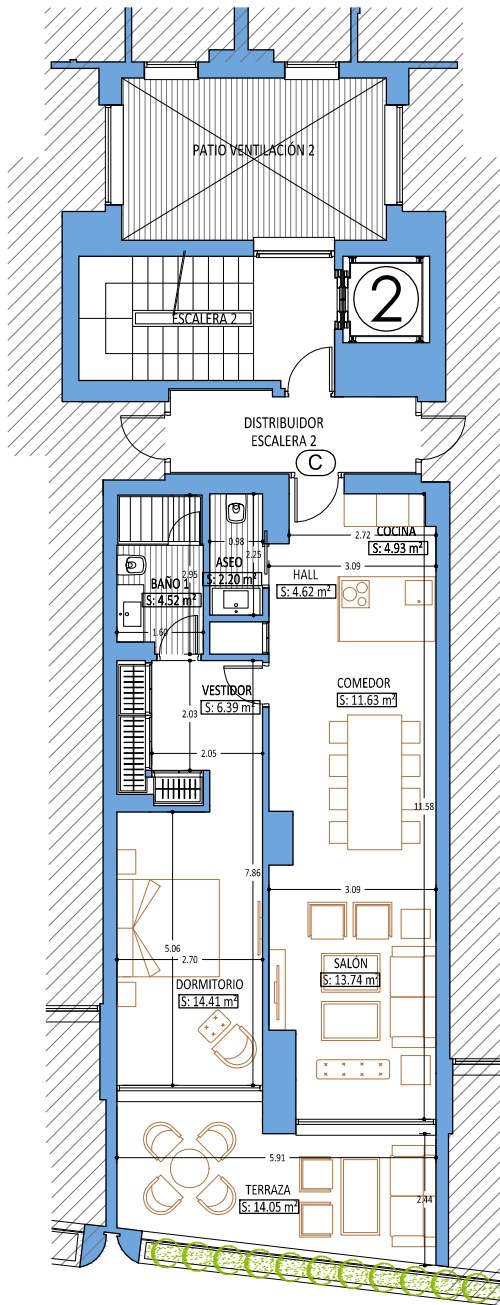 PATIO VENTILACIÓN 2
ESCALERA 2
2
DISTRIBUIDOR
ESCALERA 2
C
0.98
2.25
ASEO
S: 2.20 m²
2.95
BAÑO 1
S: 4.52 m²
1.60
2.72
COCINA
S: 4.93 m²
3.09
HALL
S: 4.62 m²
VESTIDOR
S: 6.39 m²
2.03
2.05
COMEDOR
S: 11.63 m²
11.58
7.86
3.09
5.06
2.70
DORMITORIO
S: 14.41 m²
SALÓN
S: 13.74 m²
5.91
TERRAZA
S: 14.05 m²
2.44